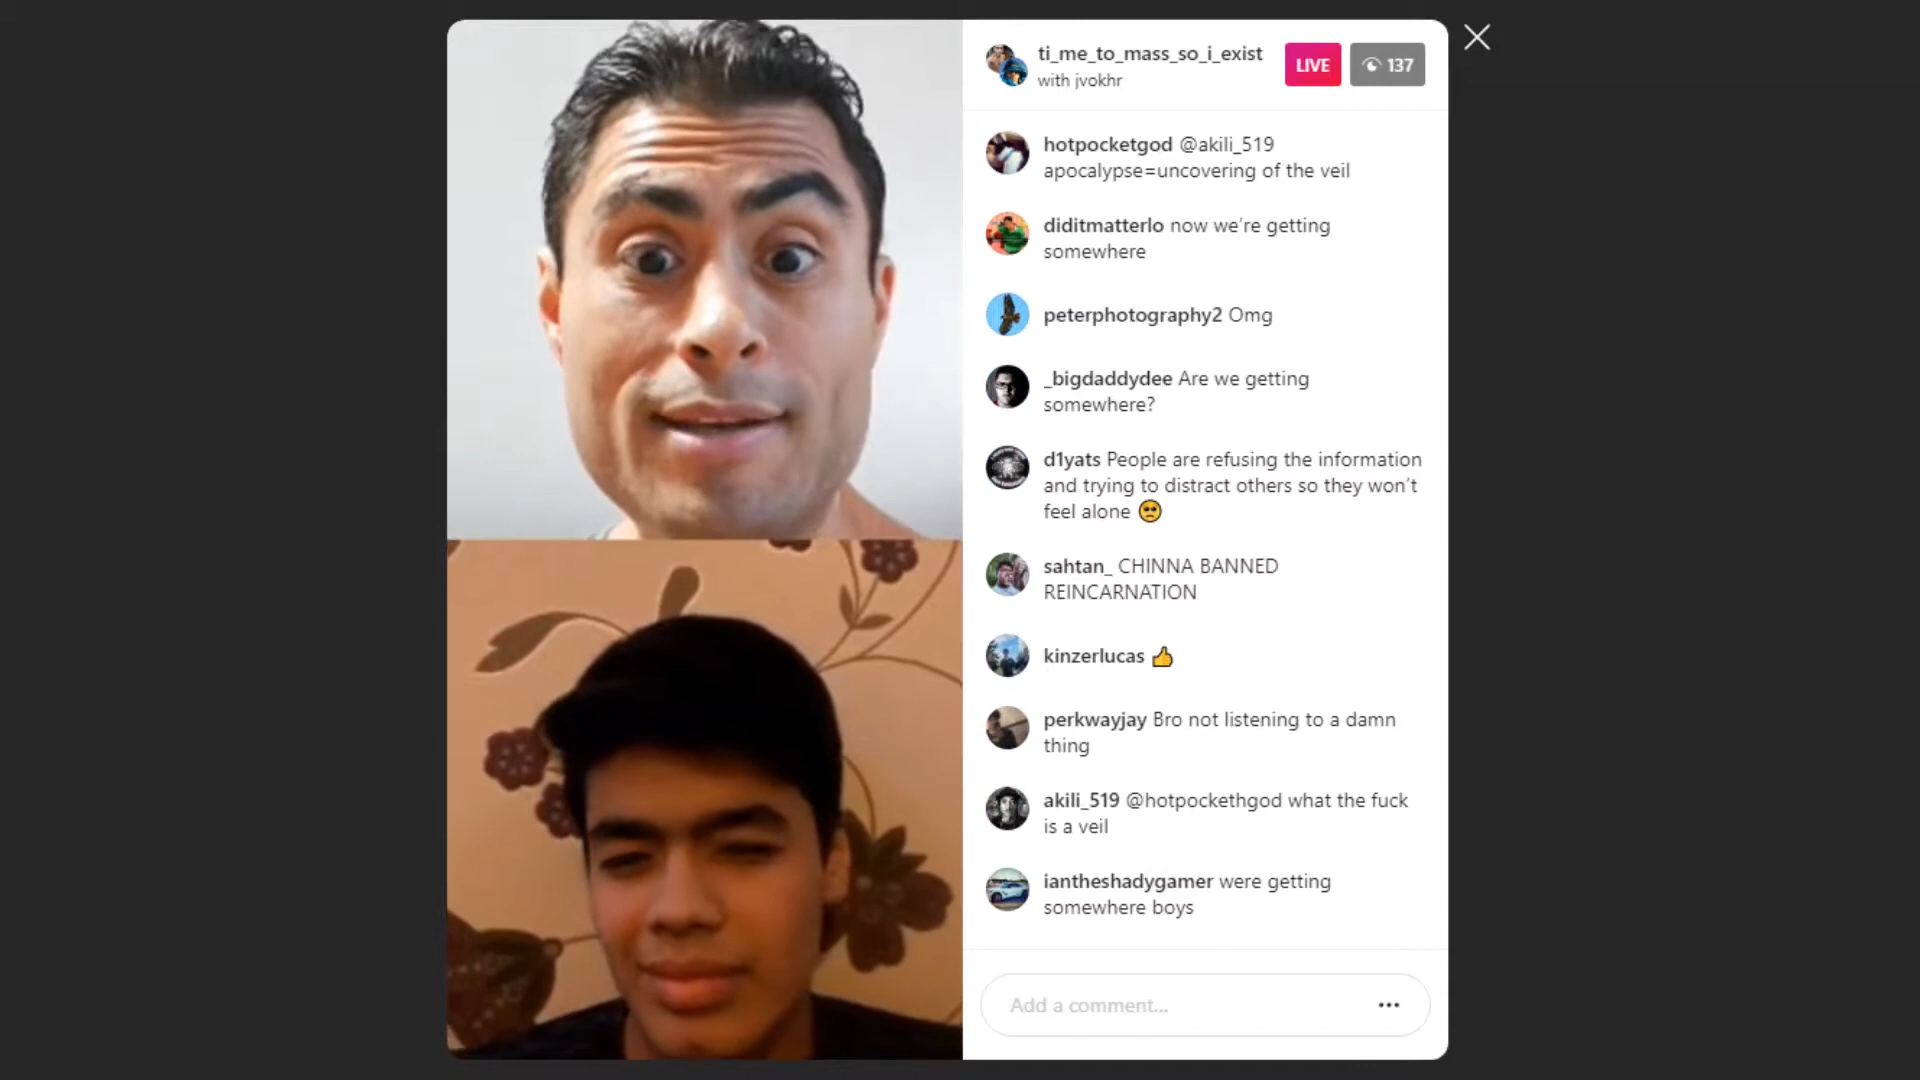 ti_me_to_mass_so_i_exist
with jvokhr
LIVE
137
hotpocketgod @akili_519
apocalypse=uncovering of the veil
diditmatterlo now we’re getting
somewhere
peterphotography2 Omg
_bigdaddydee Are we getting
somewhere?
d1yats People are refusing the information
and trying to distract others so they won’t
feel alone 🥺
sahtan_ CHINNA BANNED
REINCARNATION
kinzerlucas 👍
perkwayjay Bro not listening to a damn
thing
akili_519 @hotpockethgod what the fuck
is a veil
iantheshadygamer were getting
somewhere boys
Add a comment...